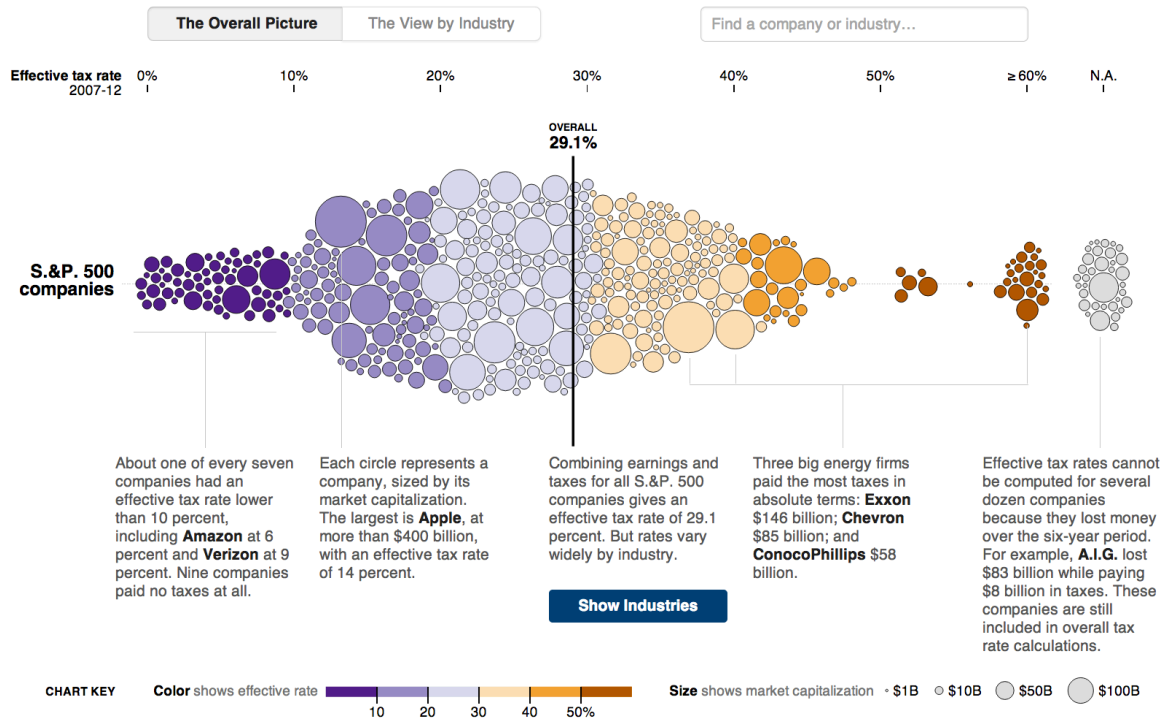 The Overall Picture
The View by Industry
Find a company or industry…
Effective tax rate
2007-12
0%
10%
20%
30%
40%
50%
≥60%
N.A.
OVERALL
29.1%
S.&P. 500
companies
About one of every seven
companies had an
effective tax rate lower
than 10 percent,
including Amazon at 6
percent and Verizon at 9
percent. Nine companies
paid no taxes at all.
Each circle represents a
company, sized by its
market capitalization.
The largest is Apple, at
more than $400 billion,
with an effective tax rate
of 14 percent.
Combining earnings and
taxes for all S.&P. 500
companies gives an
effective tax rate of 29.1
percent. But rates vary
widely by industry.
Show Industries
Three big energy firms
paid the most taxes in
absolute terms: Exxon
$146 billion; Chevron
$85 billion; and
ConocoPhillips $58
billion.
Effective tax rates cannot
be computed for several
dozen companies
because they lost money
over the six-year period.
For example, A.I.G. lost
$83 billion while paying
$8 billion in taxes. These
companies are still
included in overall tax
rate calculations.
CHART KEY
Color shows effective rate
10
20
30
40
50%
Size shows market capitalization
$1B
$10B
$50B
$100B